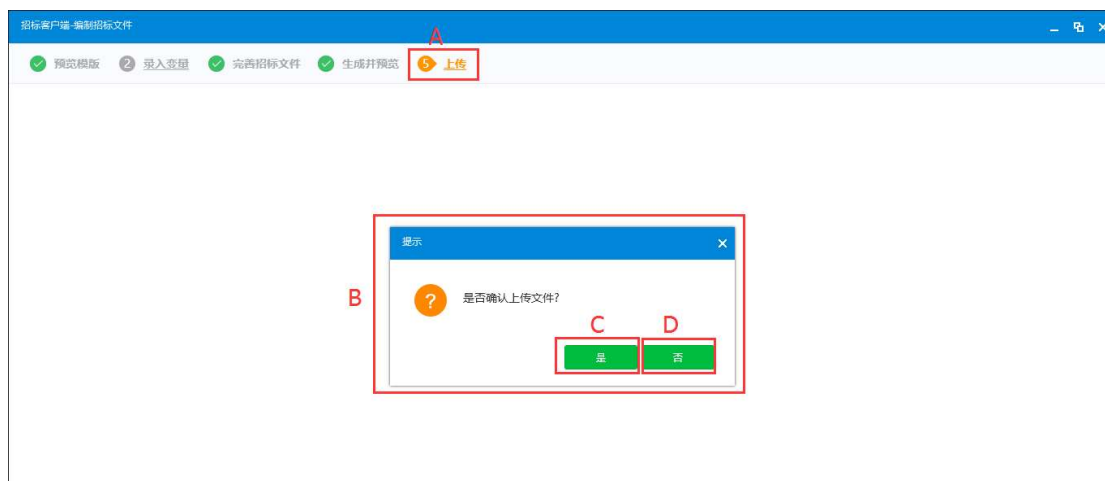 招标客户端-编制招标文件
A
预览模版 2 录入变量 完善招标文件 生成并预览 5 上传
提示
B
? 是否确认上传文件?
C D
是 否